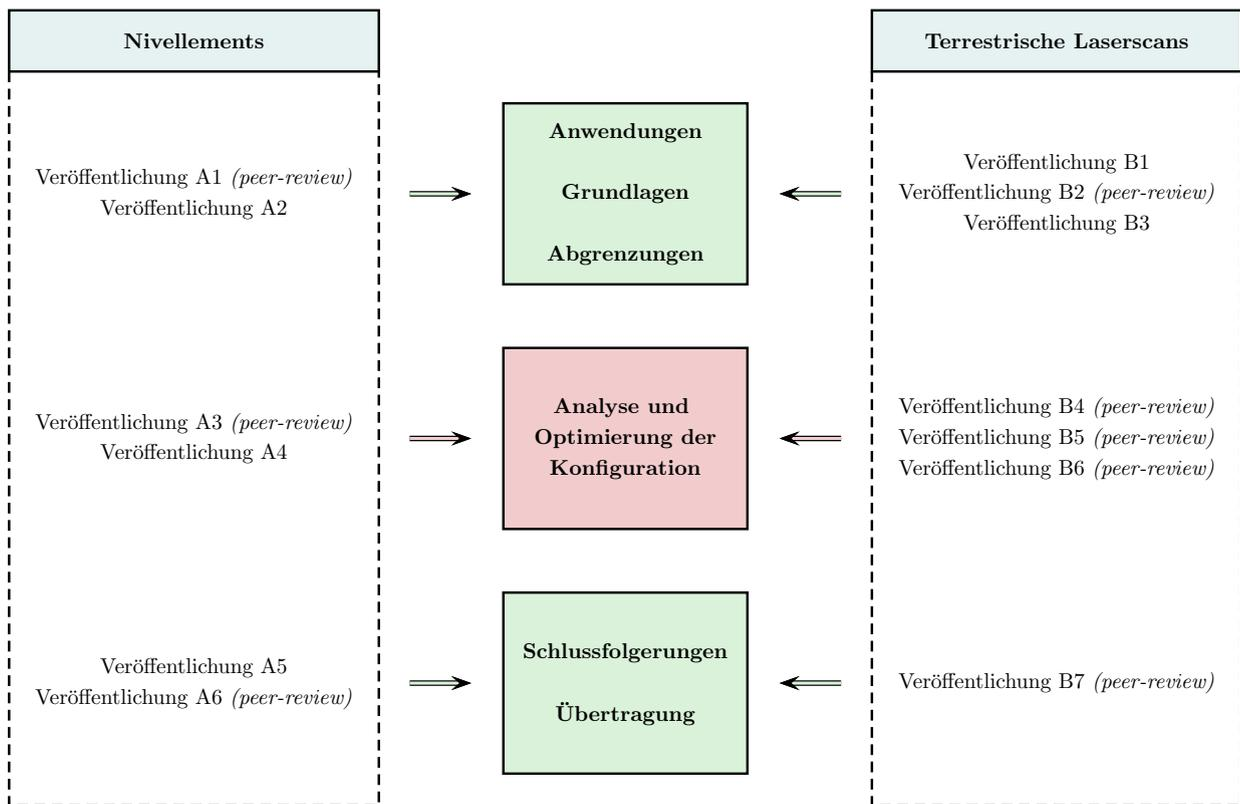 Nivellements
Terrestrische Laserscans
Veröffentlichung A1 (peer-review)
Veröffentlichung A2
Anwendungen
Grundlagen
Abgrenzungen
Veröffentlichung B1
Veröffentlichung B2 (peer-review)
Veröffentlichung B3
Veröffentlichung A3 (peer-review)
Veröffentlichung A4
Analyse und
Optimierung der
Konfiguration
Veröffentlichung B4 (peer-review)
Veröffentlichung B5 (peer-review)
Veröffentlichung B6 (peer-review)
Veröffentlichung A5
Veröffentlichung A6 (peer-review)
Schlussfolgerungen
Übertragung
Veröffentlichung B7 (peer-review)